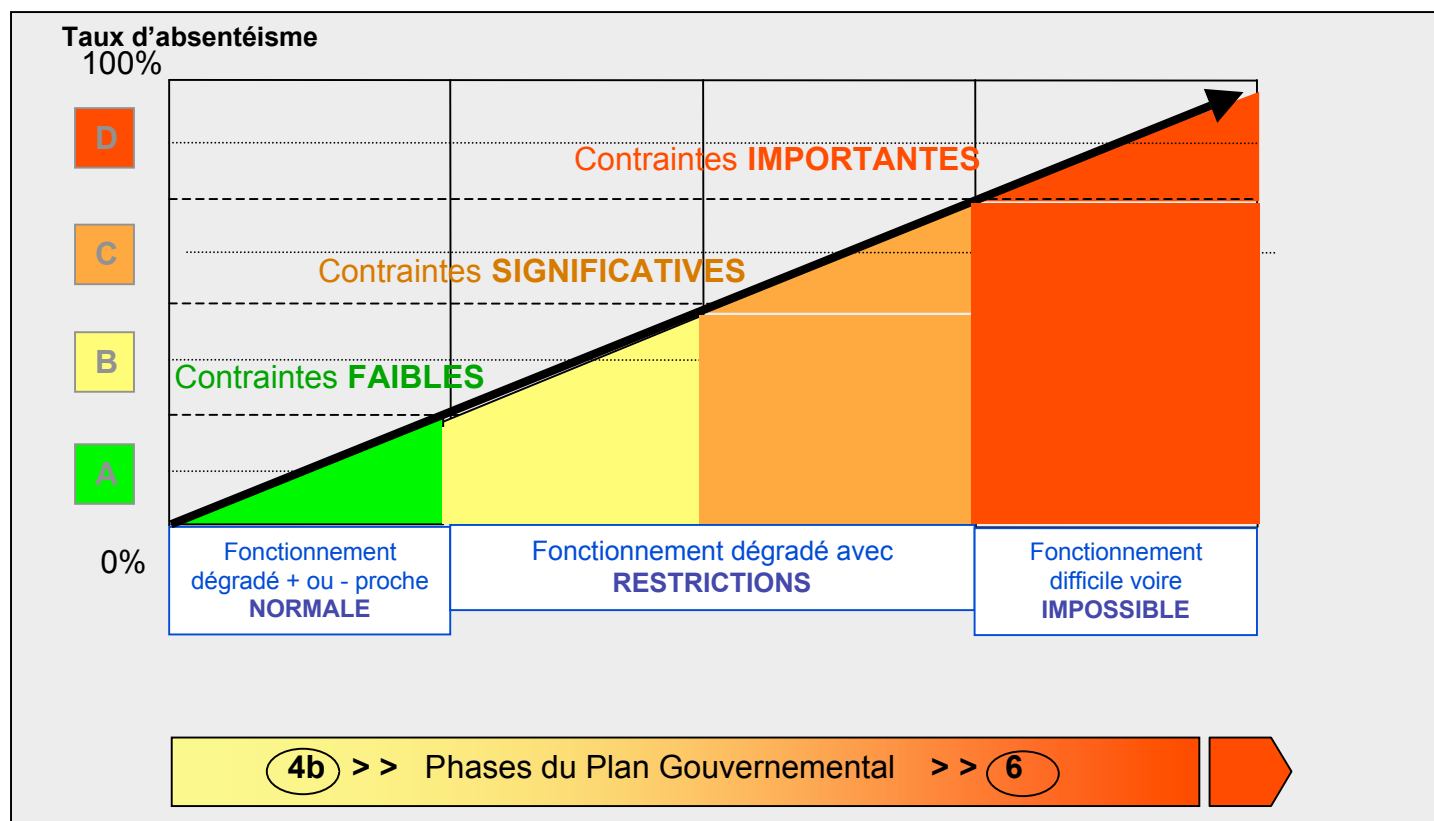 Taux d’absentéisme
100%
D
Contraintes IMPORTANTES
C
Contraintes SIGNIFICATIVES
B
Contraintes FAIBLES
A
0%
Fonctionnement
dégradé + ou - proche
NORMALE
Fonctionnement dégradé avec
RESTRICTIONS
Fonctionnement
difficile voire
IMPOSSIBLE
4b > > Phases du Plan Gouvernemental > > 6